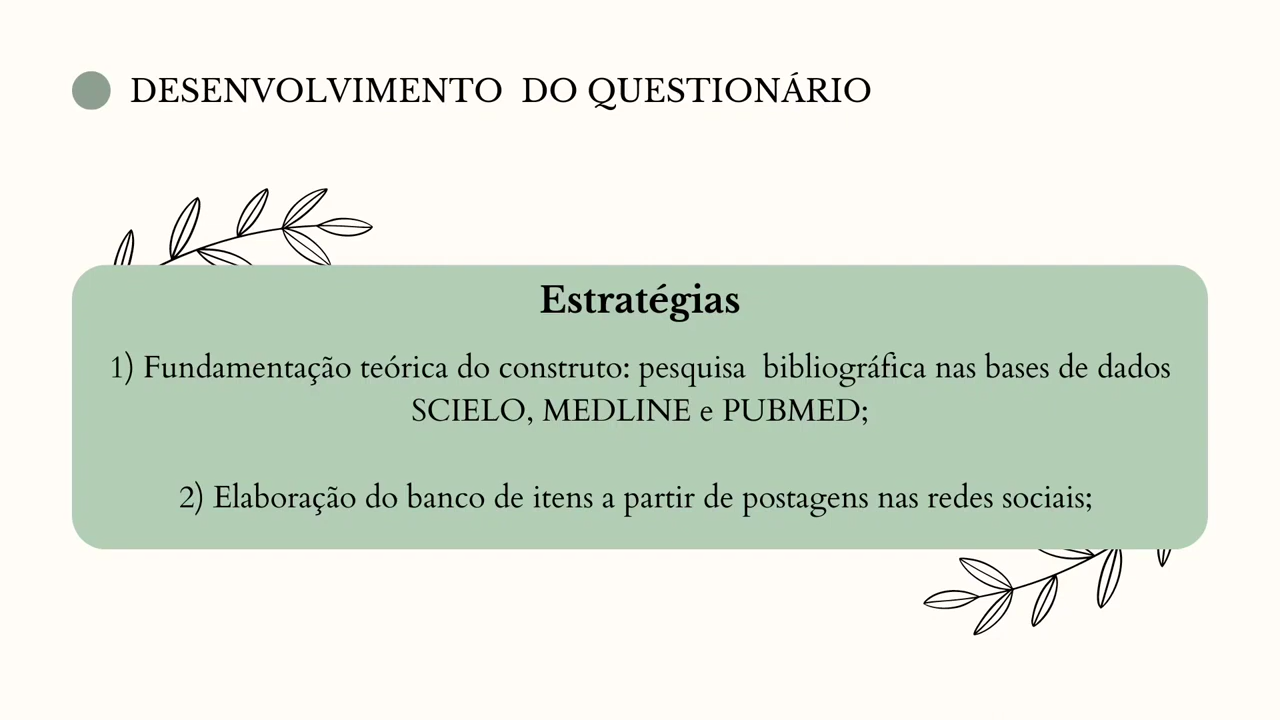 DESENVOLVIMENTO DO QUESTIONÁRIO
Estratégias
1) Fundamentação teórica do construto: pesquisa bibliográfica nas bases de dados
SCIELO, MEDLINE e PUBMED;
2) Elaboração do banco de itens a partir de postagens nas redes sociais;